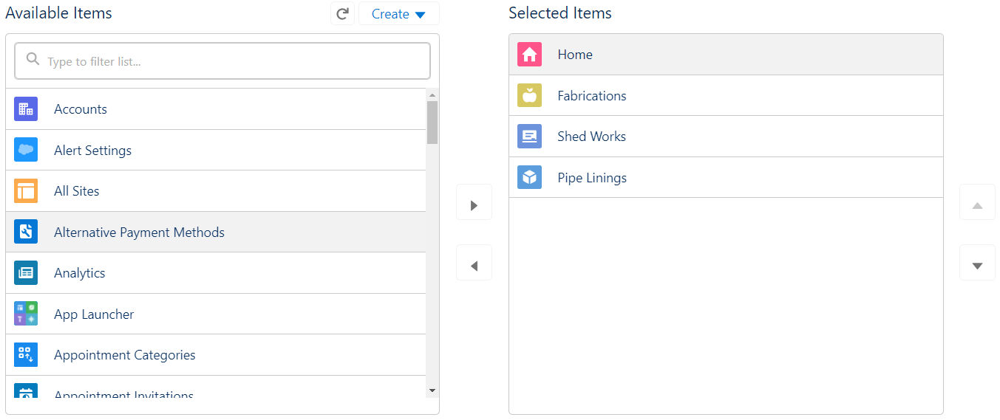 Available Items
Create
Type to filter list...
Accounts
Alert Settings
All Sites
Alternative Payment Methods
Analytics
App Launcher
Appointment Categories
Appointment Invitations
Selected Items
Home
Fabrications
Shed Works
Pipe Linings